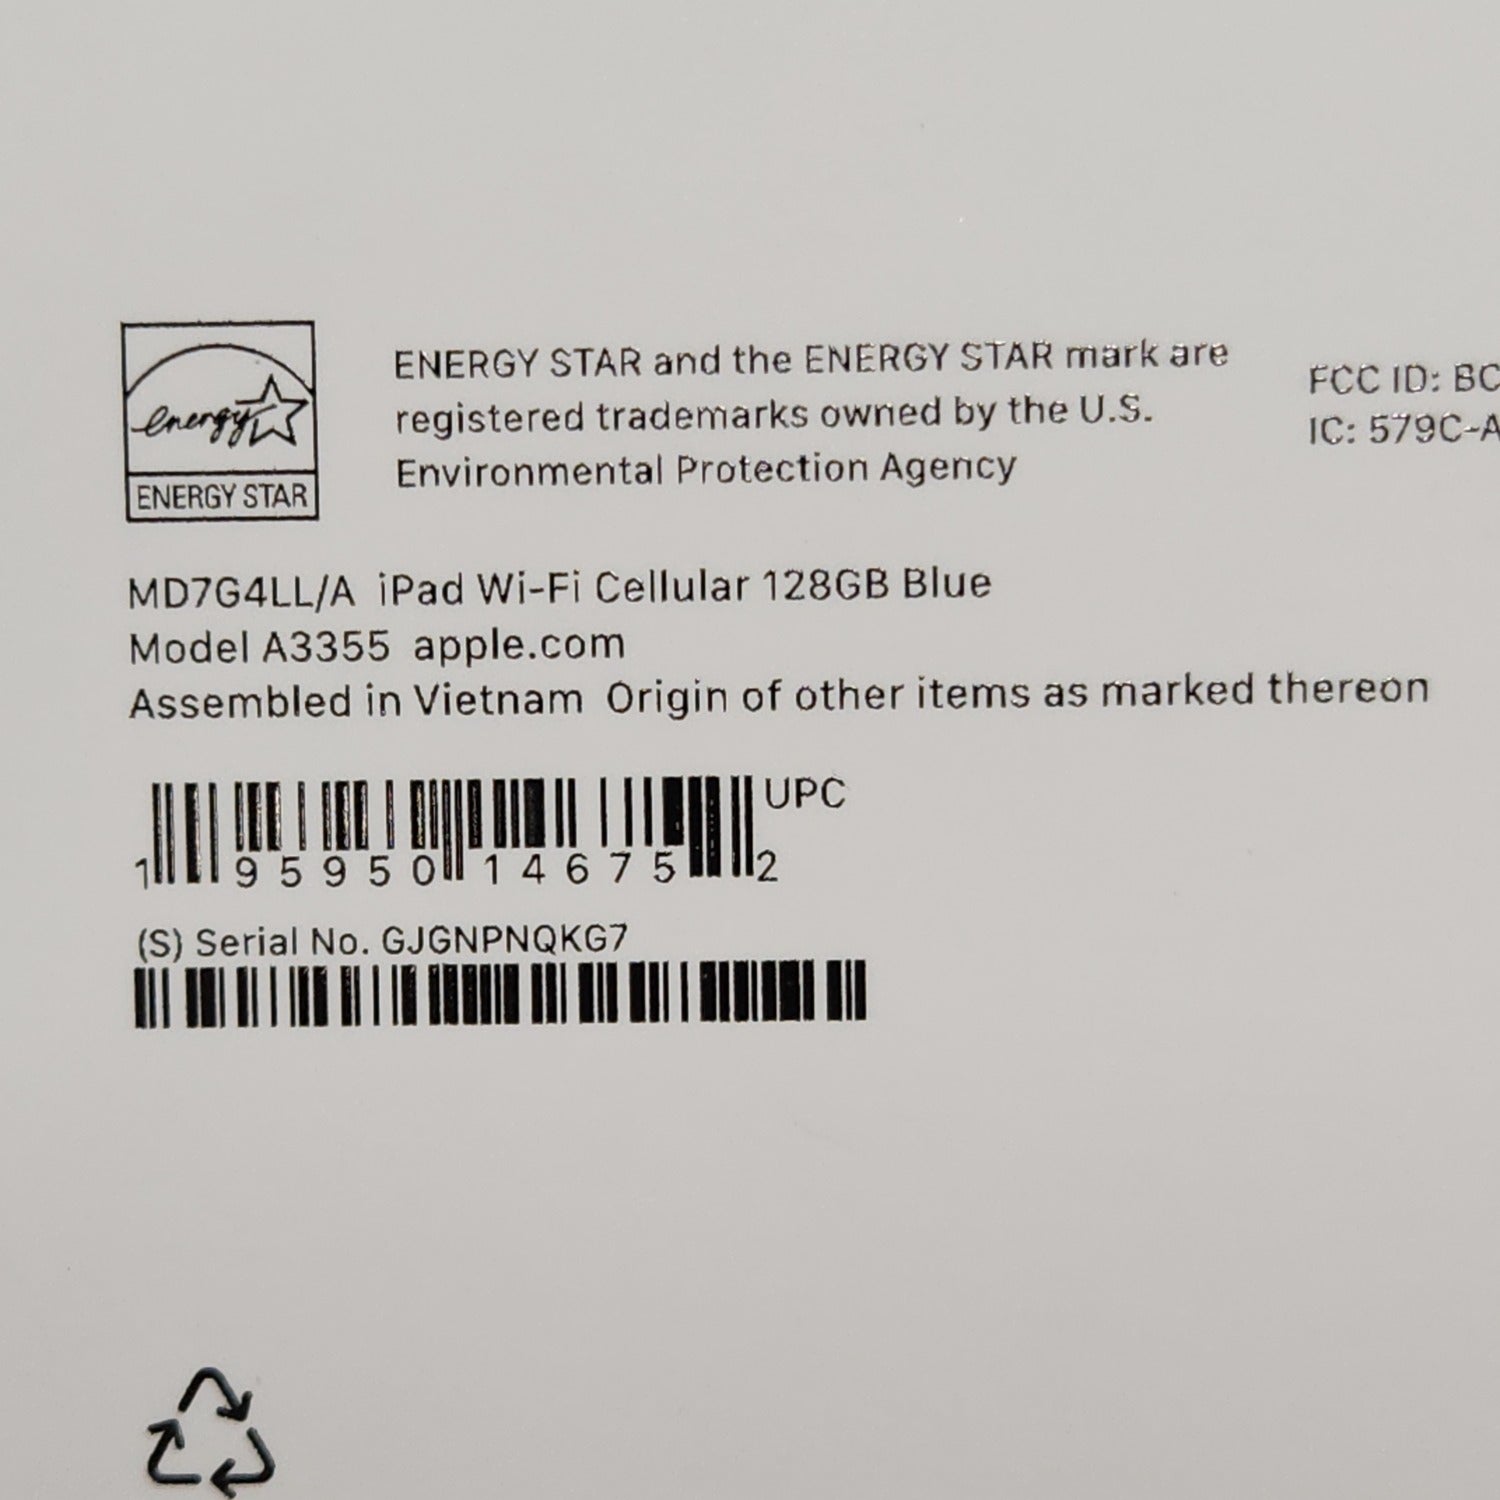 energy
ENERGY STAR
ENERGY STAR and the ENERGY STAR mark are
registered trademarks owned by the U.S.
Environmental Protection Agency
FCC ID: BC
IC: 579C-A
MD7G4LL/A iPad Wi-Fi Cellular 128GB Blue
Model A3355 apple.com
Assembled in Vietnam Origin of other items as marked thereon
UPC
1 95950 14675 2
(S) Serial No. GJGNPNQKG7